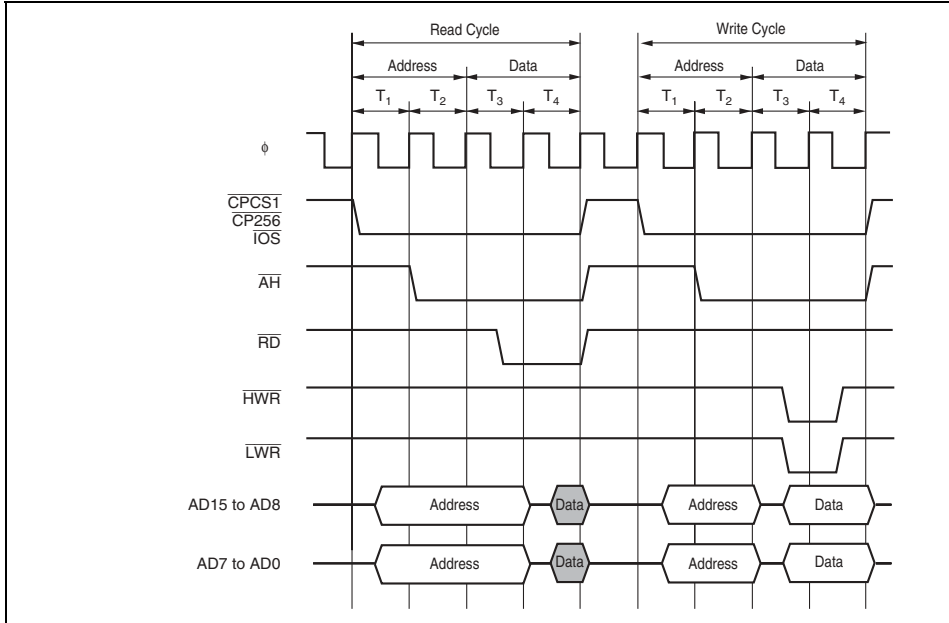 Read Cycle Write Cycle
Address Data Address Data
T1 T2 T3 T4 T1 T2 T3 T4
ϕ
CPCS1
CP256
IOS
AH
RD
HWR
LWR
AD15 to AD8 Address Data Address Data
AD7 to AD0 Address Data Address Data